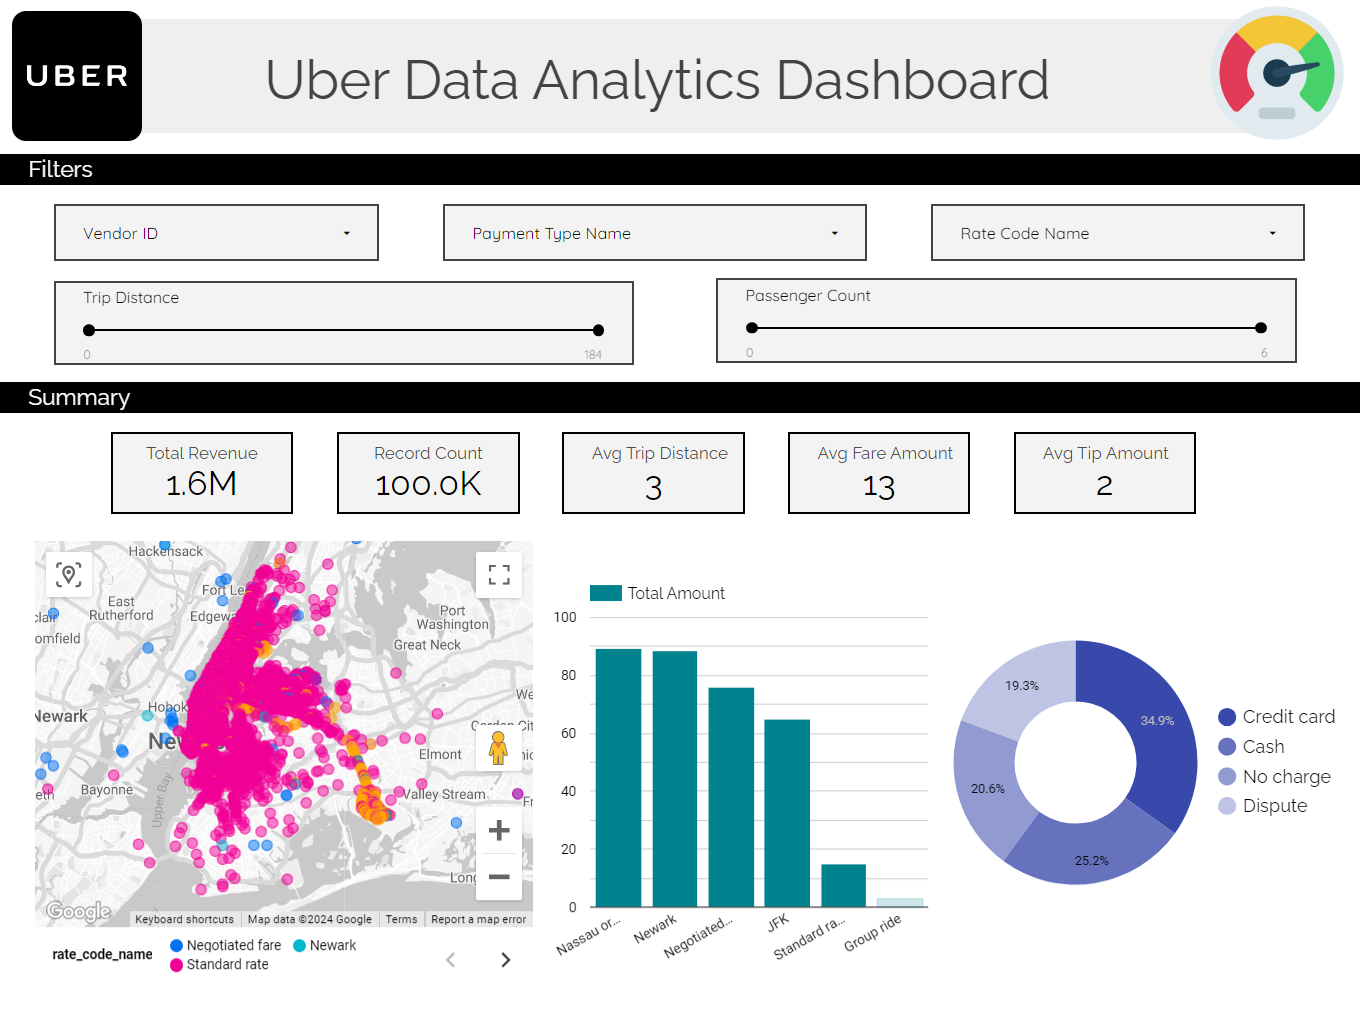 UBER
Uber Data Analytics Dashboard
Filters
Vendor ID
Payment Type Name
Rate Code Name
Trip Distance
0
184
Passenger Count
0
6
Summary
Total Revenue
1.6M
Record Count
100.0K
Avg Trip Distance
3
Avg Fare Amount
13
Avg Tip Amount
2
Hackensack
East
Rutherford
Fort Le
Edgewa
clair
omfield
Port
Washington
Great Neck
Newark
Hobok
Elmont
Bayonne
eth
Upper Bay
Valley Stream
We
Garden Cit
Fr
Long
Google
Keyboard shortcuts
Map data ©2024 Google
Terms
Report a map error
rate_code_name
Negotiated fare
Newark
Standard rate
Total Amount
100
80
60
40
20
0
Nassau or...
Newark
Negotiated...
JFK
Standard ra...
Group ride
34.9%
25.2%
20.6%
19.3%
Credit card
Cash
No charge
Dispute